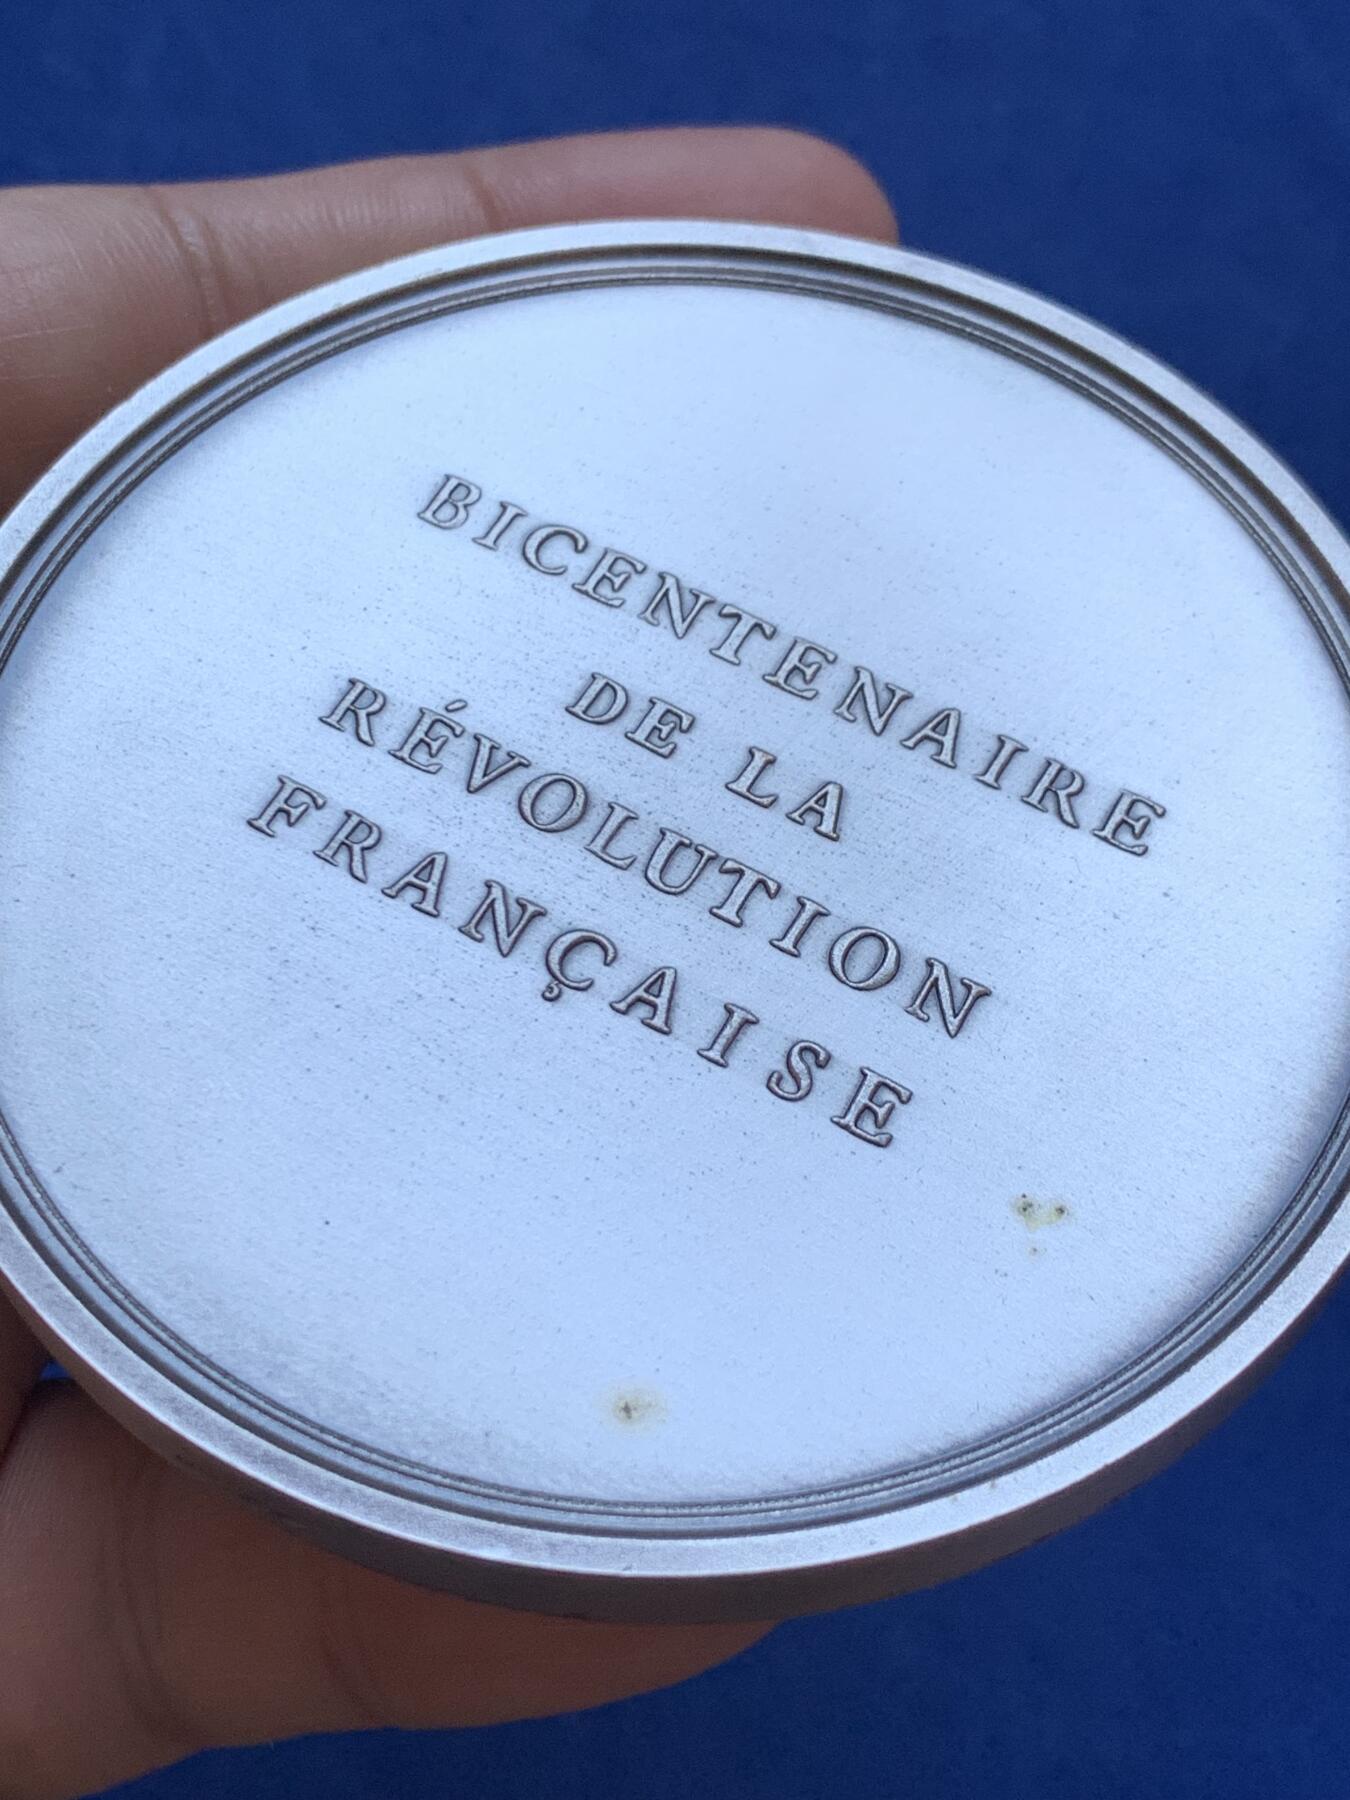 BICENTENAIRE
DE LA
RÉVOLUTION
FRANÇAISE